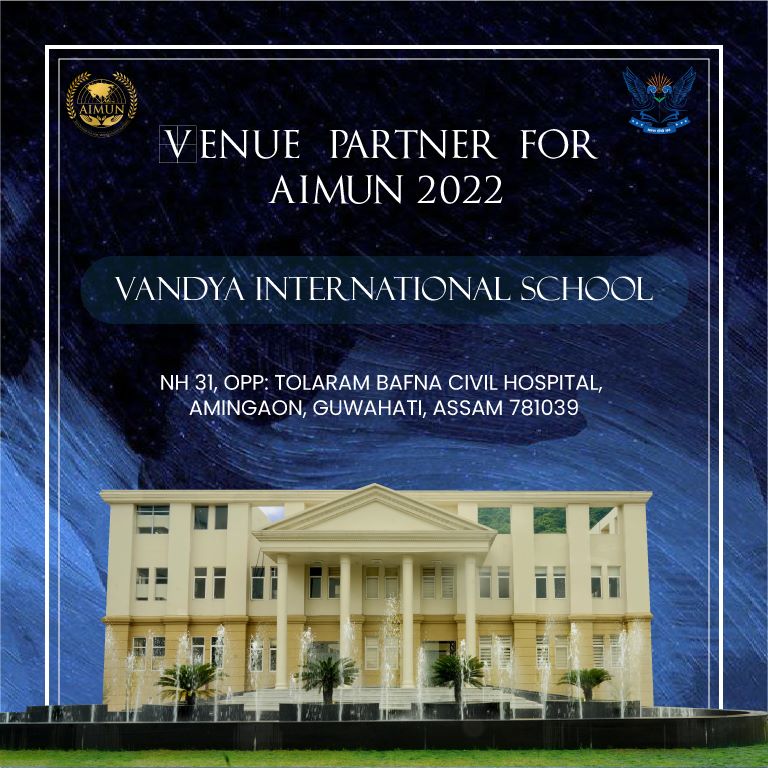 AIMUN
VENUE PARTNER FOR
AIMUN 2022
VANDYA INTERNATIONAL SCHOOL
NH 31, OPP: TOLARAM BAFNA CIVIL HOSPITAL,
AMINGAON, GUWAHATI, ASSAM 781039